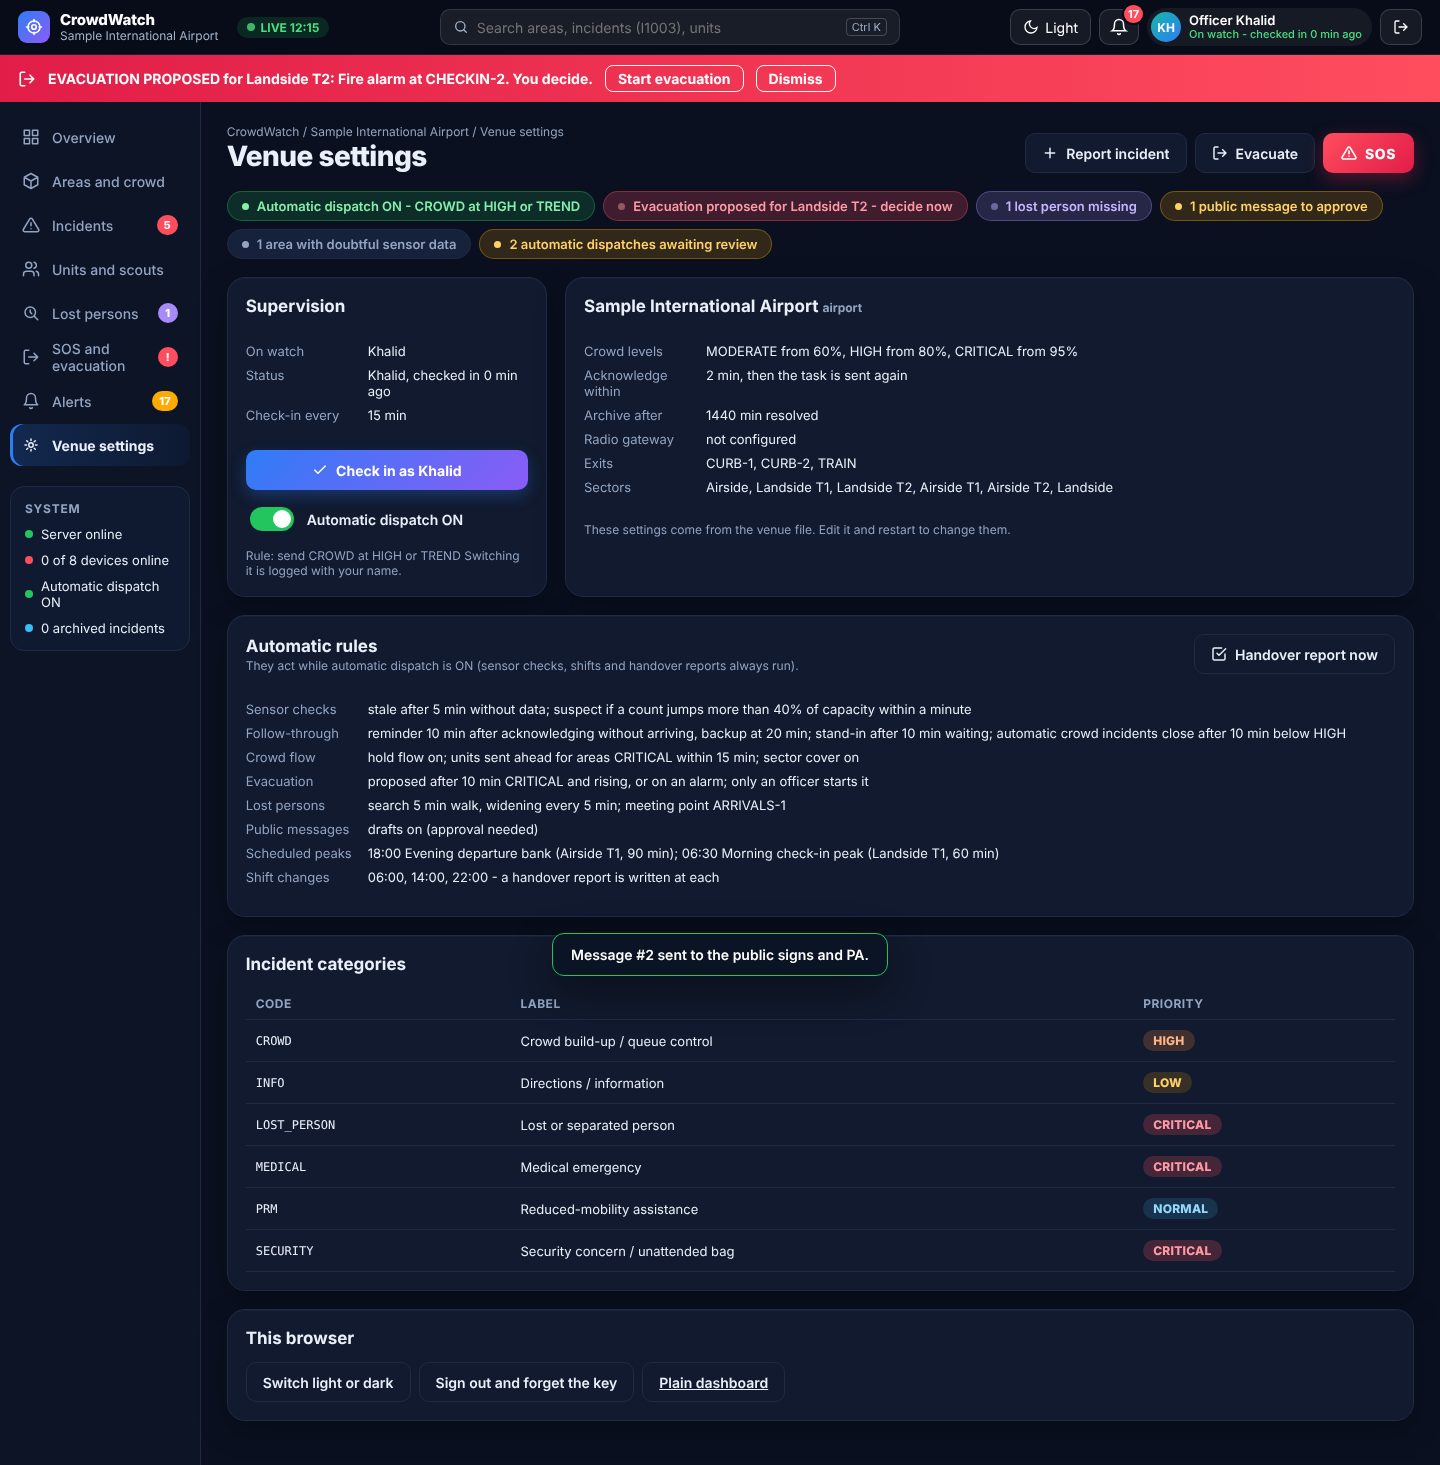 CrowdWatch
Sample International Airport
LIVE 12:15
Search areas, incidents (I1003), units
Ctrl K
Light
17
KH
Officer Khalid
On watch - checked in 0 min ago
EVACUATION PROPOSED for Landside T2: Fire alarm at CHECKIN-2. You decide.
Start evacuation
Dismiss
Overview
Areas and crowd
Incidents
5
Units and scouts
Lost persons
1
SOS and
evacuation
!
Alerts
17
Venue settings
SYSTEM
Server online
0 of 8 devices online
Automatic dispatch
ON
0 archived incidents
CrowdWatch / Sample International Airport / Venue settings
Venue settings
Report incident
Evacuate
SOS
Automatic dispatch ON - CROWD at HIGH or TREND
Evacuation proposed for Landside T2 - decide now
1 lost person missing
1 public message to approve
1 area with doubtful sensor data
2 automatic dispatches awaiting review
Supervision
On watch Khalid
Status Khalid, checked in 0 min
ago
Check-in every 15 min
Check in as Khalid
Automatic dispatch ON
Rule: send CROWD at HIGH or TREND Switching
it is logged with your name.
Sample International Airport airport
Crowd levels MODERATE from 60%, HIGH from 80%, CRITICAL from 95%
Acknowledge 2 min, then the task is sent again
within
Archive after 1440 min resolved
Radio gateway not configured
Exits CURB-1, CURB-2, TRAIN
Sectors Airside, Landside T1, Landside T2, Airside T1, Airside T2, Landside
These settings come from the venue file. Edit it and restart to change them.
Automatic rules
They act while automatic dispatch is ON (sensor checks, shifts and handover reports always run).
Handover report now
Sensor checks stale after 5 min without data; suspect if a count jumps more than 40% of capacity within a minute
Follow-through reminder 10 min after acknowledging without arriving, backup at 20 min; stand-in after 10 min waiting; automatic crowd incidents close after 10 min below HIGH
Crowd flow hold flow on; units sent ahead for areas CRITICAL within 15 min; sector cover on
Evacuation proposed after 10 min CRITICAL and rising, or on an alarm; only an officer starts it
Lost persons search 5 min walk, widening every 5 min; meeting point ARRIVALS-1
Public messages drafts on (approval needed)
Scheduled peaks 18:00 Evening departure bank (Airside T1, 90 min); 06:30 Morning check-in peak (Landside T1, 60 min)
Shift changes 06:00, 14:00, 22:00 - a handover report is written at each
Message #2 sent to the public signs and PA.
Incident categories
CODE LABEL PRIORITY
CROWD Crowd build-up / queue control HIGH
INFO Directions / information LOW
LOST_PERSON Lost or separated person CRITICAL
MEDICAL Medical emergency CRITICAL
PRM Reduced-mobility assistance NORMAL
SECURITY Security concern / unattended bag CRITICAL
This browser
Switch light or dark
Sign out and forget the key
Plain dashboard